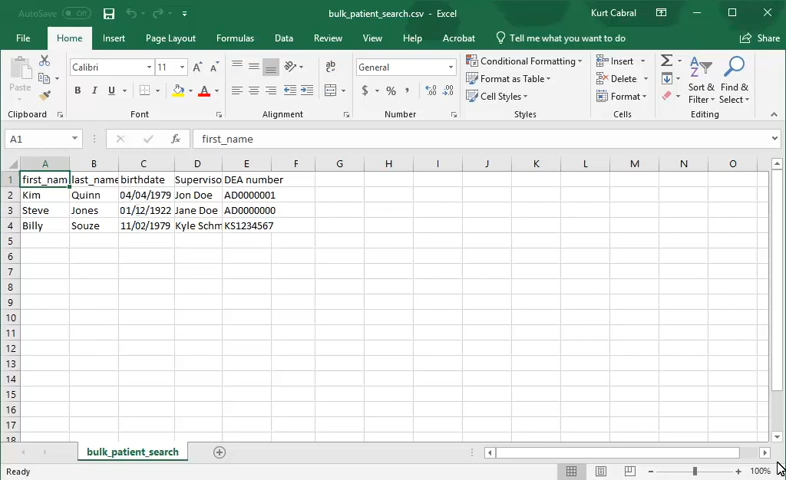 AutoSave Off bulk_patient_search.csv - Excel Kurt Cabral
File Home Insert Page Layout Formulas Data Review View Help Acrobat Tell me what you want to do Share
Paste Calibri 11 General Conditional Formatting Insert
B I U A $ % , Format as Table Delete Sort & Find &
Cell Styles Format Filter Select
Clipboard Font Alignment Number Styles Cells Editing
A1 fx first_name
A B C D E F G H I J K L M N O
1 first_nam last_name birthdate Superviso DEA number
2 Kim Quinn 04/04/1979 Jon Doe AD0000001
3 Steve Jones 01/12/1922 Jane Doe AD0000000
4 Billy Souze 11/02/1979 Kyle Schm KS1234567
5
6
7
8
9
10
11
12
13
14
15
16
17
18
bulk_patient_search
Ready 100%